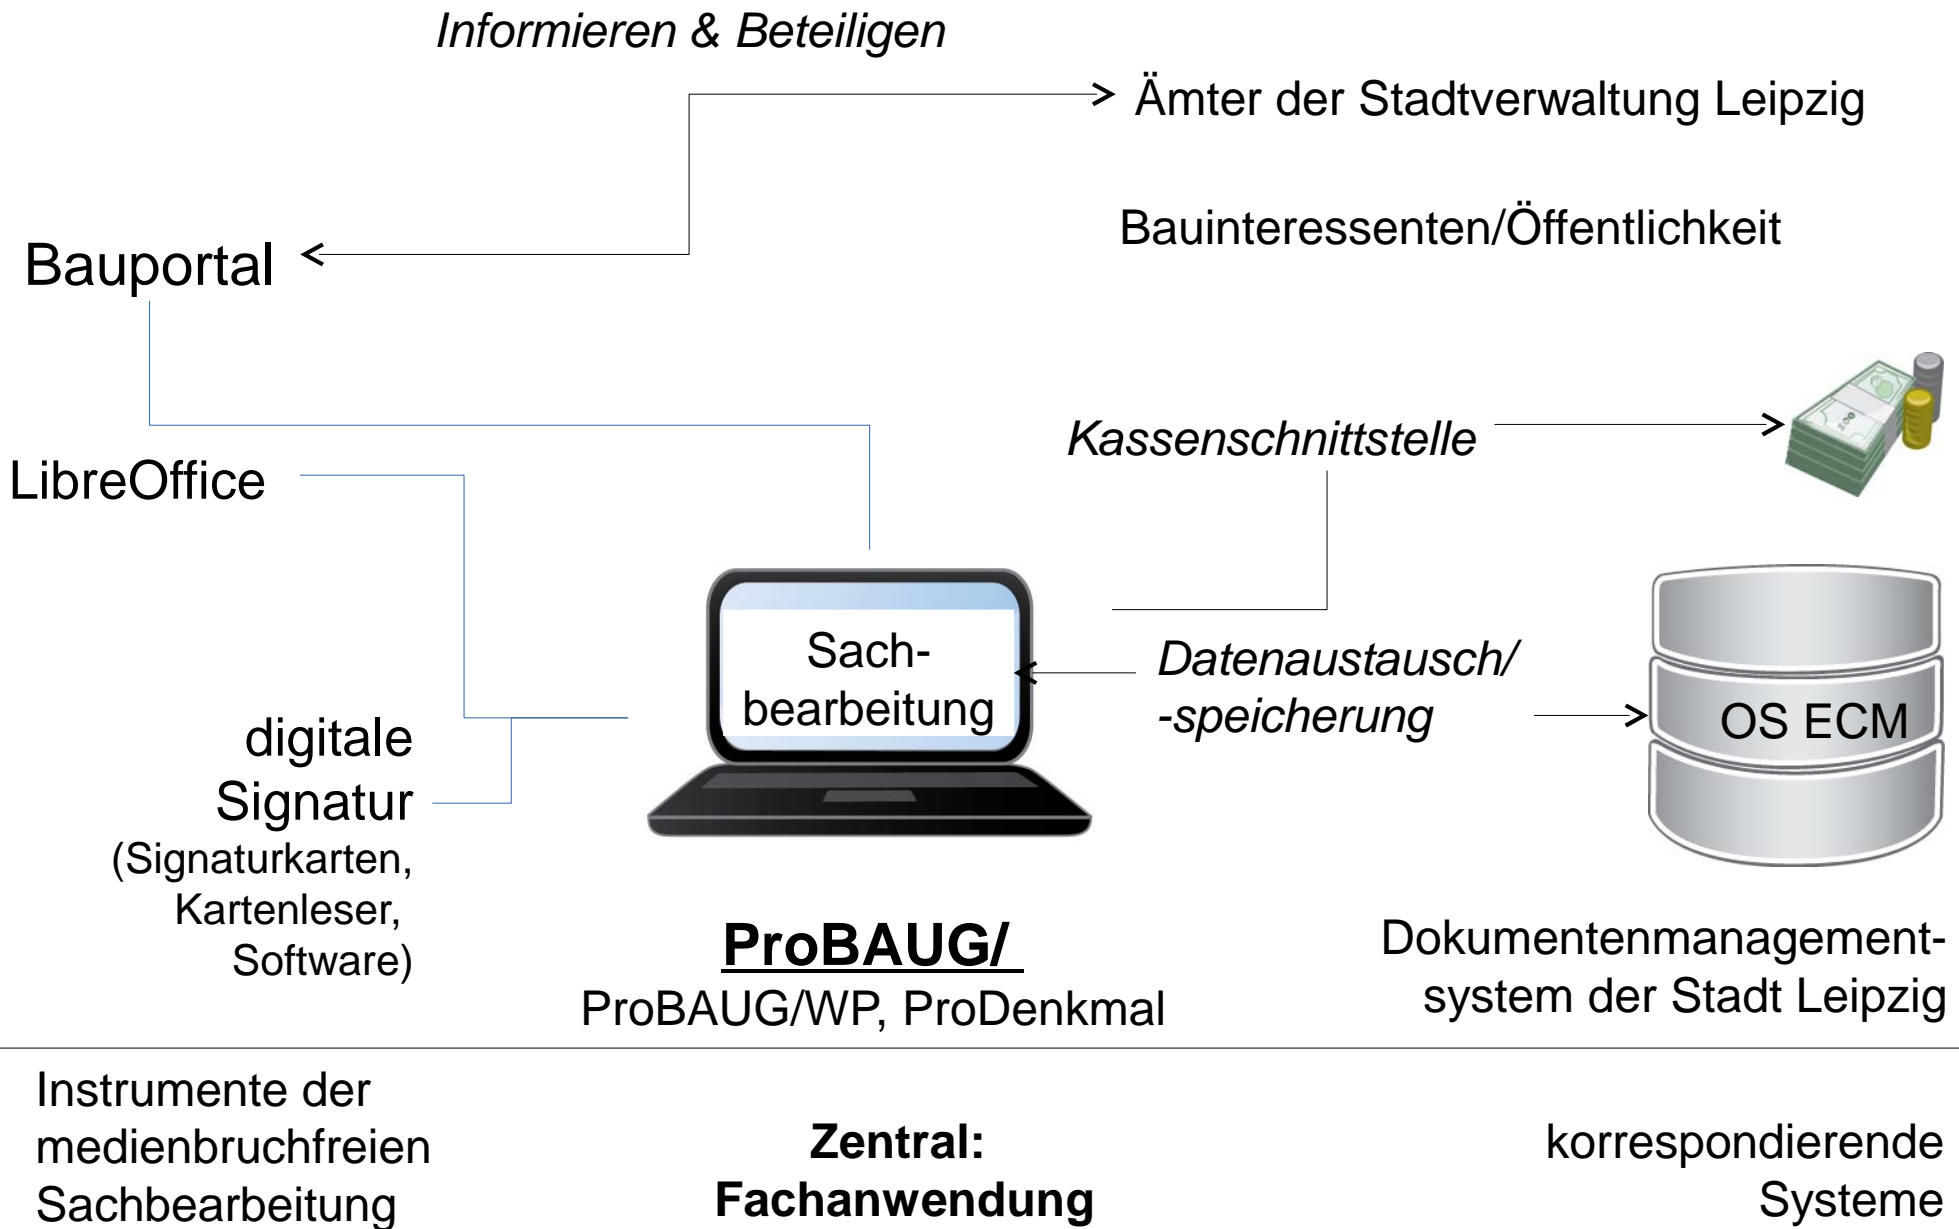 Informieren & Beteiligen
Ämter der Stadtverwaltung Leipzig
Bauinteressenten/Öffentlichkeit
Bauportal
Kassenschnittstelle
LibreOffice
Sach-
bearbeitung
Datenaustausch/
-speicherung
OS ECM
digitale
Signatur
(Signaturkarten,
Kartenleser,
Software)
ProBAUG/
ProBAUG/WP, ProDenkmal
Dokumentenmanagement-
system der Stadt Leipzig
Instrumente der
medienbruchfreien
Sachbearbeitung
Zentral:
Fachanwendung
korrespondierende
Systeme